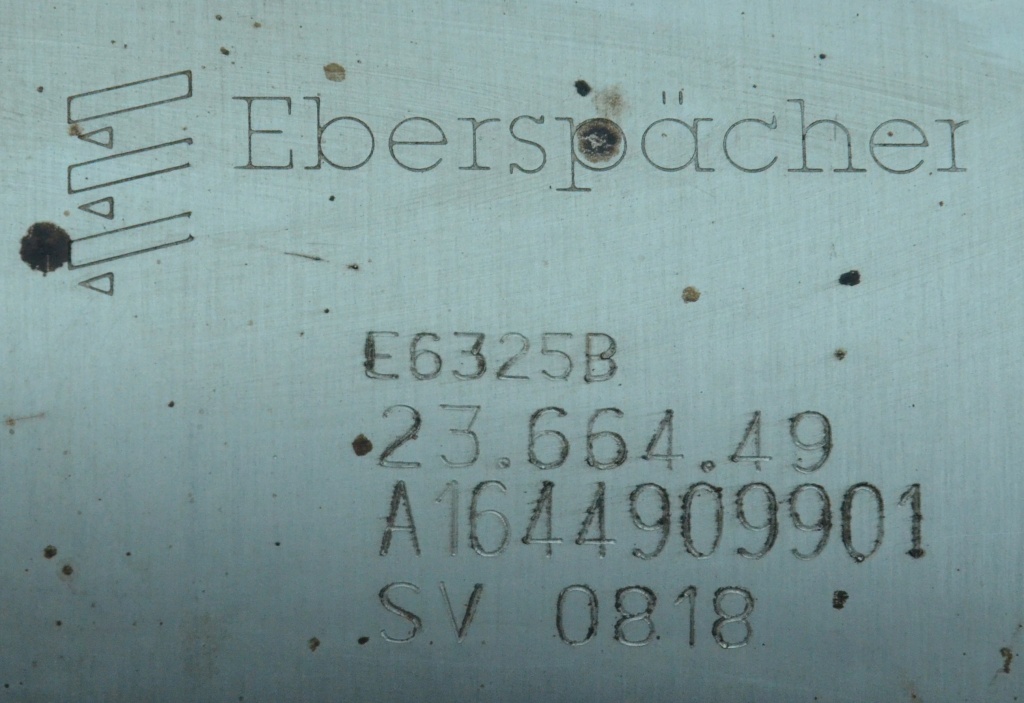 Eberspächer
E6325B
23.664.49
A1644909901
SV 0818